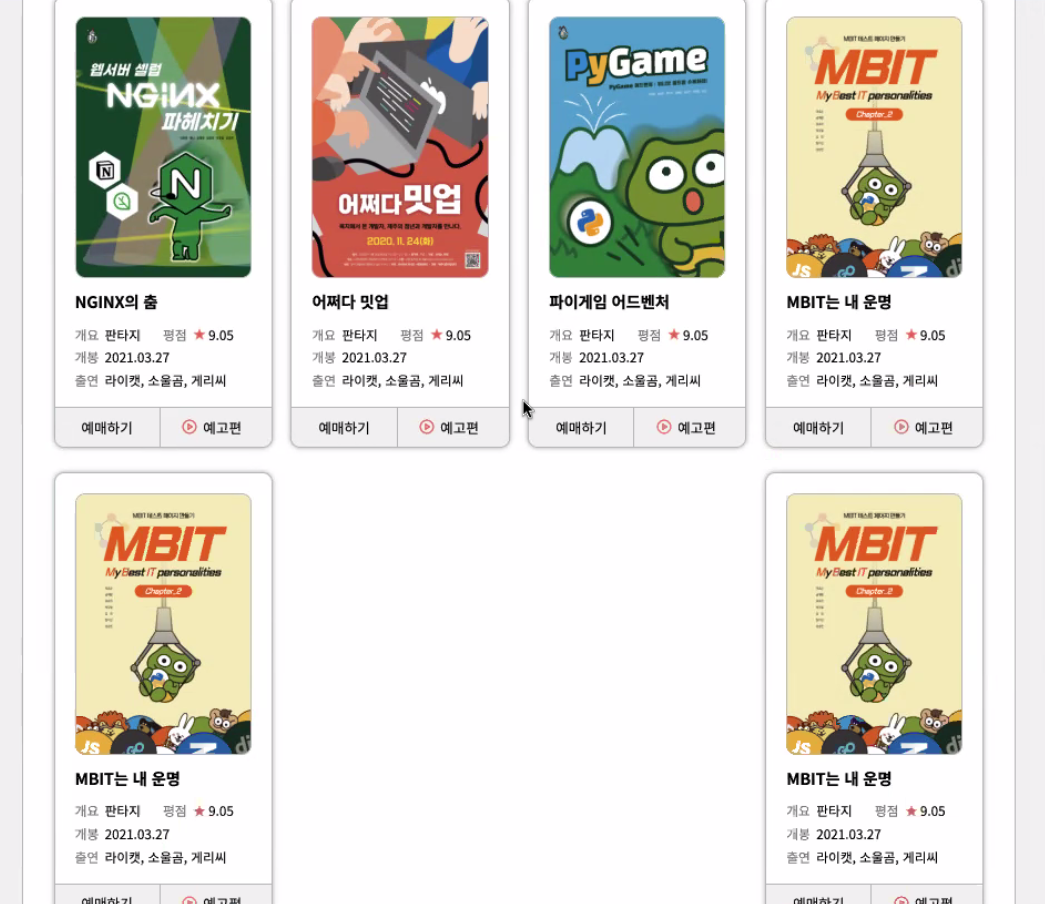 웹서버 셀럽
NGINX
파헤치기
N
어쩌다 밋업
2020. 11. 24(화)
PyGame
MBIT 테스트 페이지 만들기
MBIT
My Best IT personalities
Chapter_2
JS
GO
NGINX의 춤
개요 판타지 평점 ★ 9.05
개봉 2021.03.27
출연 라이캣, 소울곰, 게리씨
예매하기 예고편
어쩌다 밋업
개요 판타지 평점 ★ 9.05
개봉 2021.03.27
출연 라이캣, 소울곰, 게리씨
예매하기 예고편
파이게임 어드벤처
개요 판타지 평점 ★ 9.05
개봉 2021.03.27
출연 라이캣, 소울곰, 게리씨
예매하기 예고편
MBIT는 내 운명
개요 판타지 평점 ★ 9.05
개봉 2021.03.27
출연 라이캣, 소울곰, 게리씨
예매하기 예고편
MBIT 테스트 페이지 만들기
MBIT
My Best IT personalities
Chapter_2
JS
GO
MBIT는 내 운명
개요 판타지 평점 ★ 9.05
개봉 2021.03.27
출연 라이캣, 소울곰, 게리씨
예매하기 예고편
MBIT 테스트 페이지 만들기
MBIT
My Best IT personalities
Chapter_2
JS
GO
MBIT는 내 운명
개요 판타지 평점 ★ 9.05
개봉 2021.03.27
출연 라이캣, 소울곰, 게리씨
예매하기 예고편